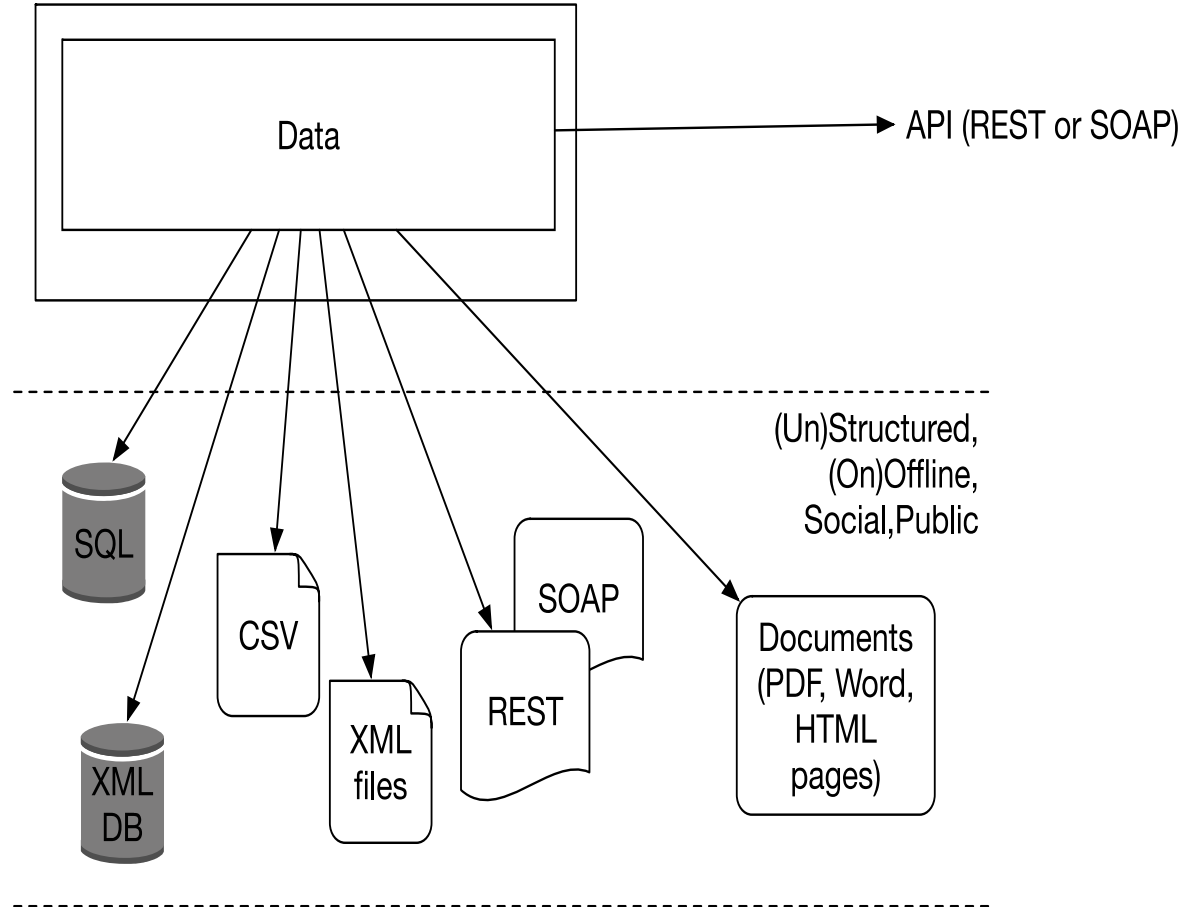 Data
API (REST or SOAP)
(Un)Structured,
(On)Offline,
Social,Public
SQL
SOAP
CSV
Documents
(PDF, Word,
HTML
pages)
REST
XML
files
XML
DB